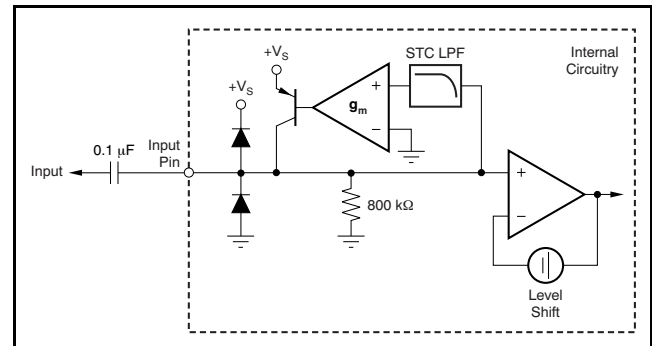 STC LPF
Internal
Circuitry
+VS
+VS
gm
+
−
0.1 μF
Input
Pin
Input
800 kΩ
+
−
Level
Shift